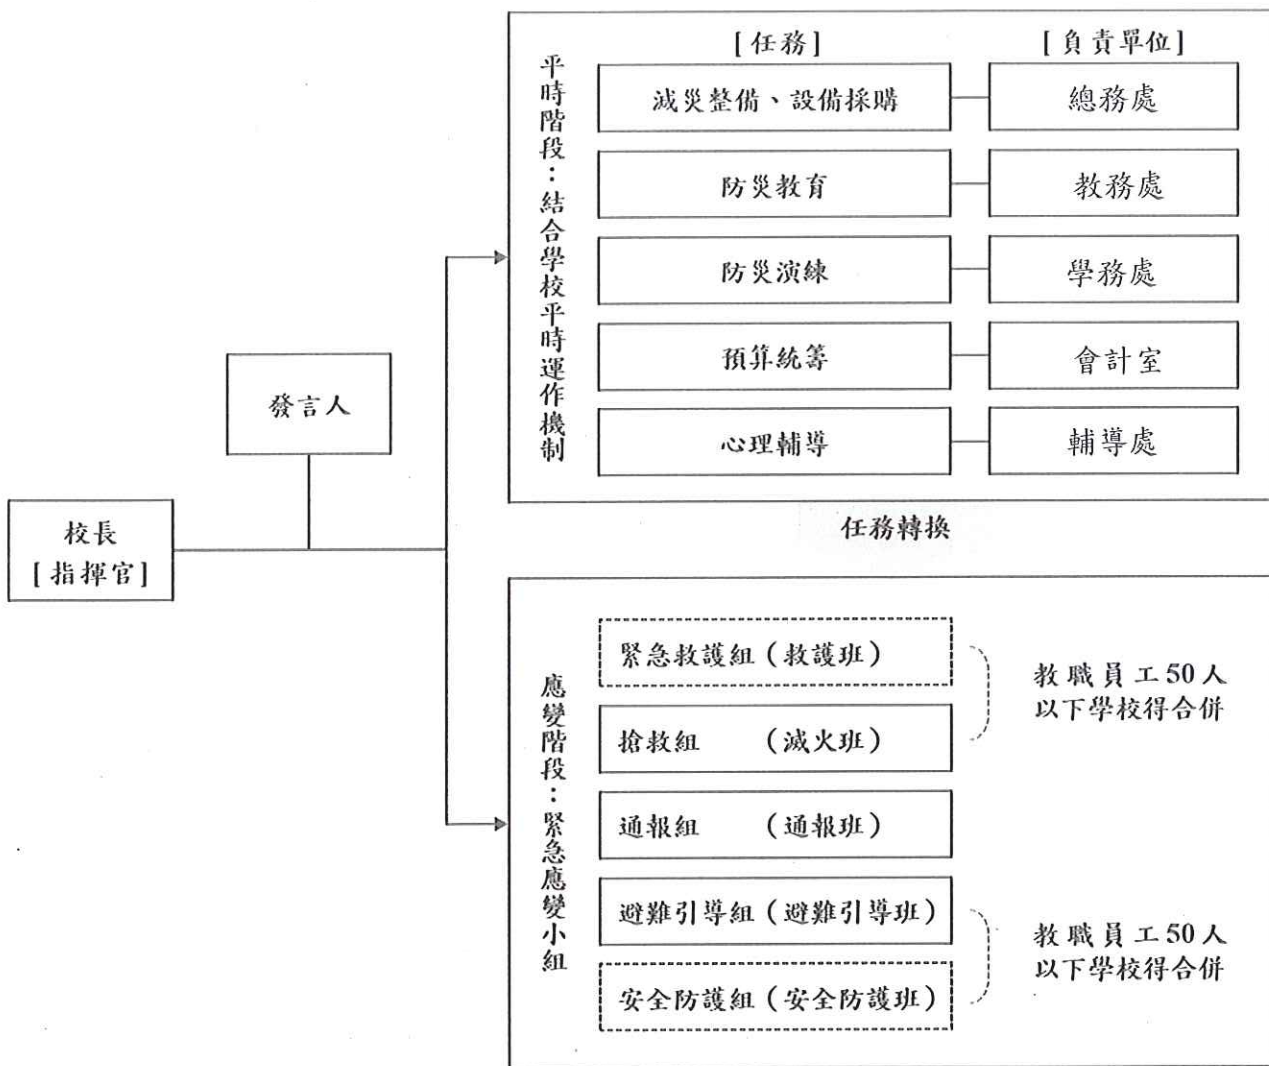 校長
[指揮官]
發言人
平時階段：結合學校平時運作機制
[任務]
[負責單位]
減災整備、設備採購
總務處
防災教育
教務處
防災演練
學務處
預算統籌
會計室
心理輔導
輔導處
任務轉換
應變階段：緊急應變小組
緊急救護組（救護班）
搶救組　　（滅火班）
通報組　　（通報班）
避難引導組（避難引導班）
安全防護組（安全防護班）
教職員工50人
以下學校得合併
教職員工50人
以下學校得合併